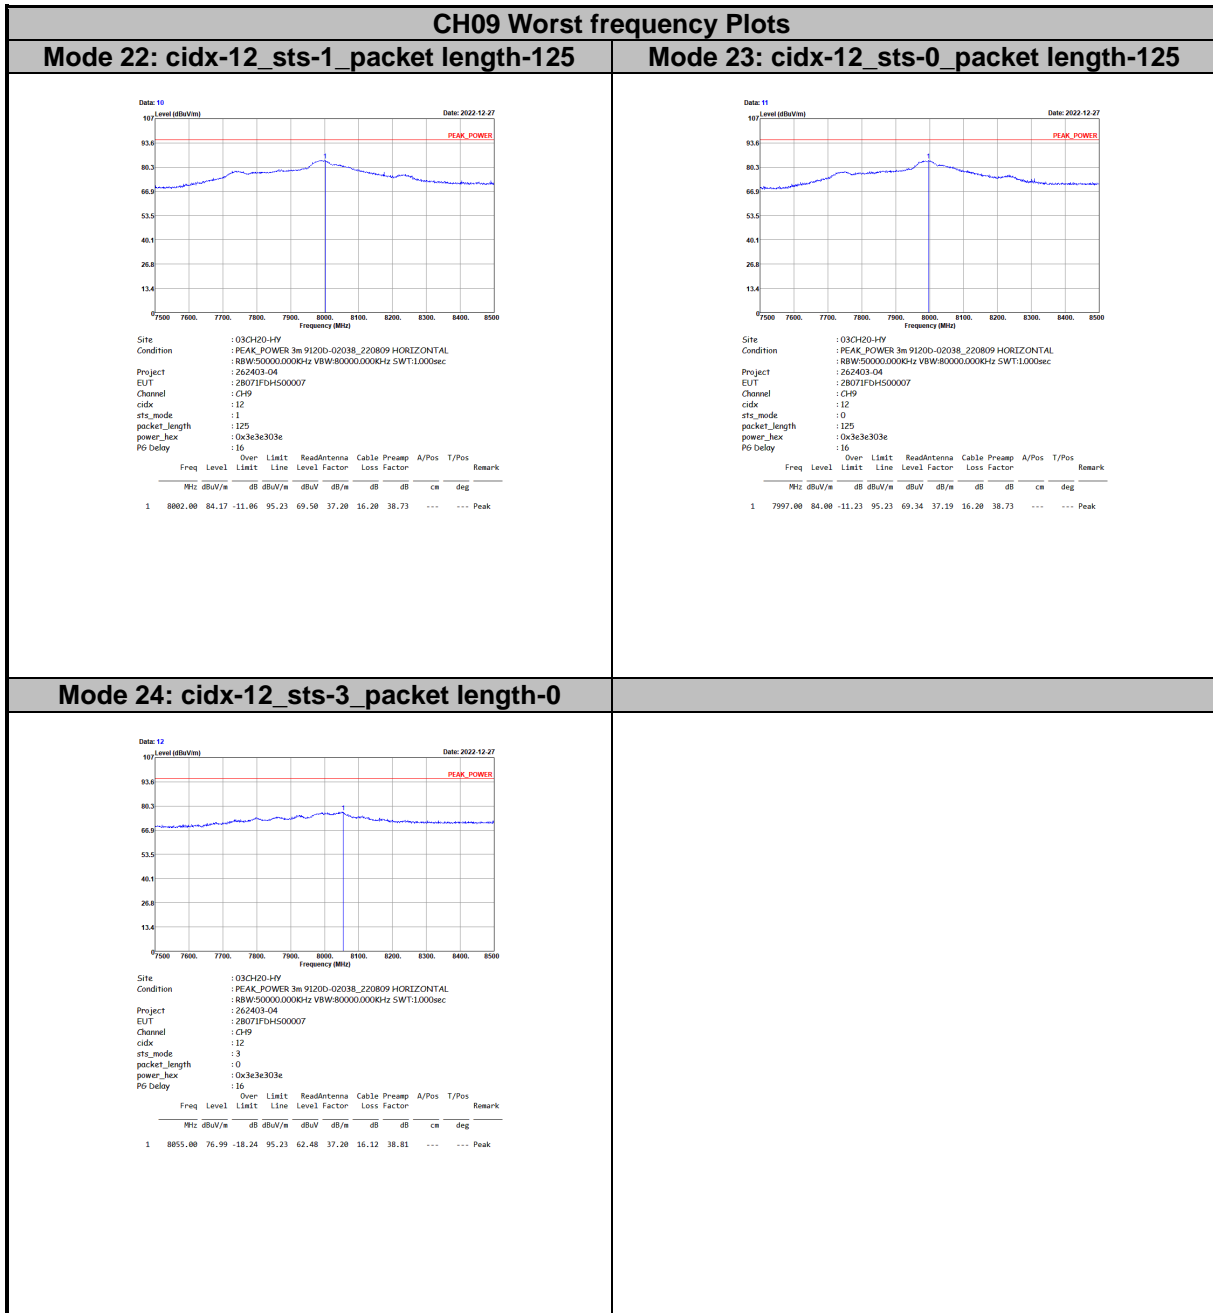 CH09 Worst frequency Plots
Mode 22: cidx-12_sts-1_packet length-125
Mode 23: cidx-12_sts-0_packet length-125
Data: 10
107 Level (dBuV/m)
Date: 2022-12-27
PEAK_POWER
93.6
1
80.3
66.9
53.5
40.1
26.8
13.4
0
7500 7600. 7700. 7800. 7900. 8000. 8100. 8200. 8300. 8400. 8500
Frequency (MHz)
Site : 03CH20-HY
Condition : PEAK_POWER 3m 9120D-02038_220809 HORIZONTAL
: RBW:50000.000KHz VBW:80000.000KHz SWT:1.000sec
Project : 262403-04
EUT : 2B071FDHS00007
Channel : CH9
cidx : 12
sts_mode : 1
packet_length : 125
power_hex : 0x3e3e303e
PG Delay : 16
Over Limit ReadAntenna Cable Preamp A/Pos T/Pos
Freq Level Limit Line Level Factor Loss Factor Remark
MHz dBuV/m dB dBuV/m dBuV dB/m dB dB cm deg
1 8002.00 84.17 -11.06 95.23 69.50 37.20 16.20 38.73 --- --- Peak
Data: 11
107 Level (dBuV/m)
Date: 2022-12-27
PEAK_POWER
93.6
1
80.3
66.9
53.5
40.1
26.8
13.4
0
7500 7600. 7700. 7800. 7900. 8000. 8100. 8200. 8300. 8400. 8500
Frequency (MHz)
Site : 03CH20-HY
Condition : PEAK_POWER 3m 9120D-02038_220809 HORIZONTAL
: RBW:50000.000KHz VBW:80000.000KHz SWT:1.000sec
Project : 262403-04
EUT : 2B071FDHS00007
Channel : CH9
cidx : 12
sts_mode : 0
packet_length : 125
power_hex : 0x3e3e303e
PG Delay : 16
Over Limit ReadAntenna Cable Preamp A/Pos T/Pos
Freq Level Limit Line Level Factor Loss Factor Remark
MHz dBuV/m dB dBuV/m dBuV dB/m dB dB cm deg
1 7997.00 84.00 -11.23 95.23 69.34 37.19 16.20 38.73 --- --- Peak
Mode 24: cidx-12_sts-3_packet length-0
Data: 12
107 Level (dBuV/m)
Date: 2022-12-27
PEAK_POWER
93.6
80.3
1
66.9
53.5
40.1
26.8
13.4
0
7500 7600. 7700. 7800. 7900. 8000. 8100. 8200. 8300. 8400. 8500
Frequency (MHz)
Site : 03CH20-HY
Condition : PEAK_POWER 3m 9120D-02038_220809 HORIZONTAL
: RBW:50000.000KHz VBW:80000.000KHz SWT:1.000sec
Project : 262403-04
EUT : 2B071FDHS00007
Channel : CH9
cidx : 12
sts_mode : 3
packet_length : 0
power_hex : 0x3e3e303e
PG Delay : 16
Over Limit ReadAntenna Cable Preamp A/Pos T/Pos
Freq Level Limit Line Level Factor Loss Factor Remark
MHz dBuV/m dB dBuV/m dBuV dB/m dB dB cm deg
1 8055.00 76.99 -18.24 95.23 62.48 37.20 16.12 38.81 --- --- Peak